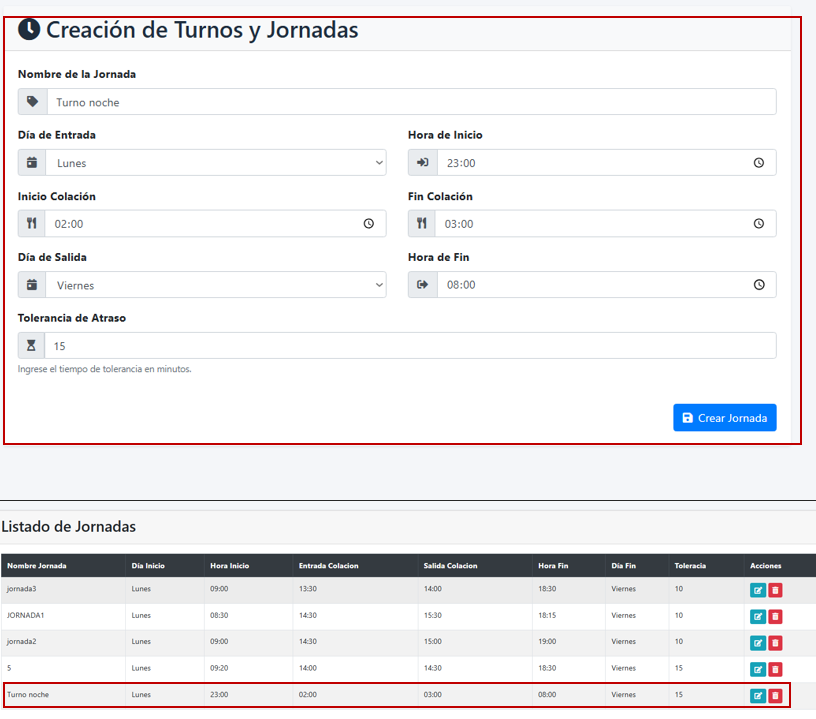 Creación de Turnos y Jornadas
Nombre de la Jornada
Turno noche
Día de Entrada Hora de Inicio
Lunes 23:00
Inicio Colación Fin Colación
02:00 03:00
Día de Salida Hora de Fin
Viernes 08:00
Tolerancia de Atraso
15
Ingrese el tiempo de tolerancia en minutos.
Crear Jornada
Listado de Jornadas
Nombre Jornada Día Inicio Hora Inicio Entrada Colacion Salida Colacion Hora Fin Día Fin Toleracia Acciones
jornada3 Lunes 09:00 13:30 14:00 18:30 Viernes 10
JORNADA1 Lunes 08:30 14:30 15:30 18:15 Viernes 10
jornada2 Lunes 09:00 14:30 15:00 19:00 Viernes 10
5 Lunes 09:20 14:00 14:30 18:30 Viernes 15
Turno noche Lunes 23:00 02:00 03:00 08:00 Viernes 15